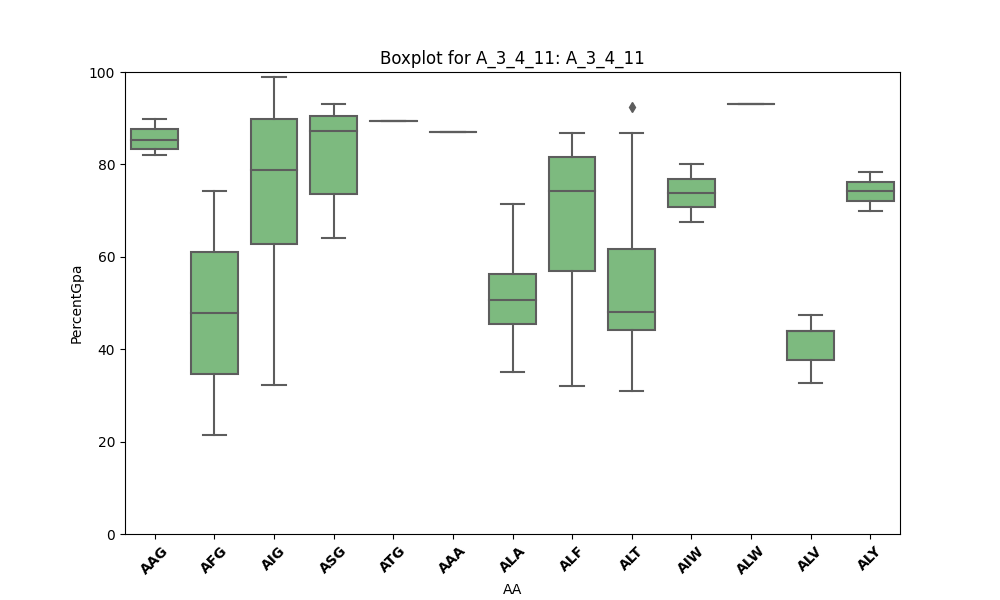 Boxplot for A_3_4_11: A_3_4_11
100
80
60
40
20
0
PercentGpa
AAG AFG AIG ASG ATG AAA ALA ALF ALT AIW ALW ALV ALY
AA